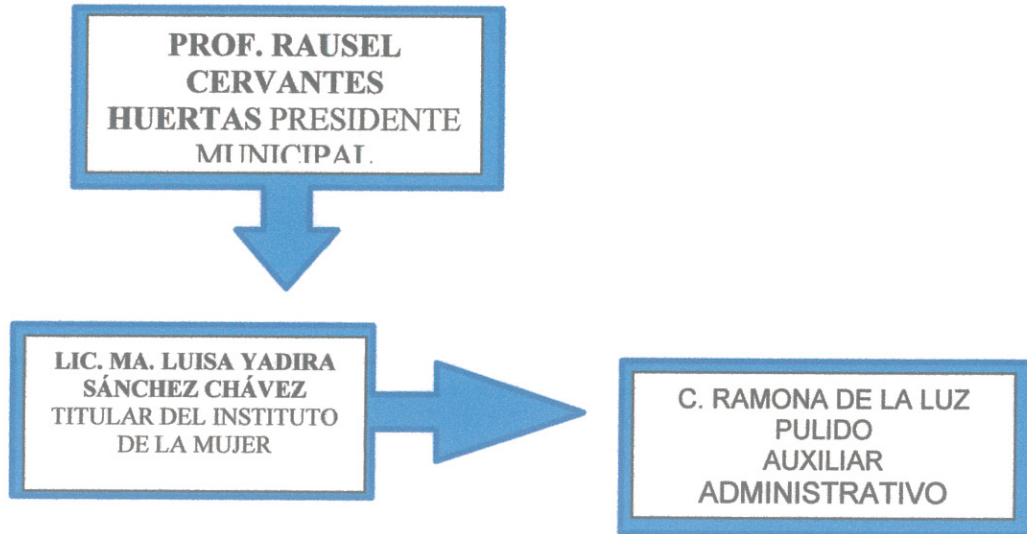 PROF. RAUSEL
CERVANTES
HUERTAS PRESIDENTE
MUNICIPAL
LIC. MA. LUISA YADIRA
SÁNCHEZ CHÁVEZ
TITULAR DEL INSTITUTO
DE LA MUJER
C. RAMONA DE LA LUZ
PULIDO
AUXILIAR
ADMINISTRATIVO